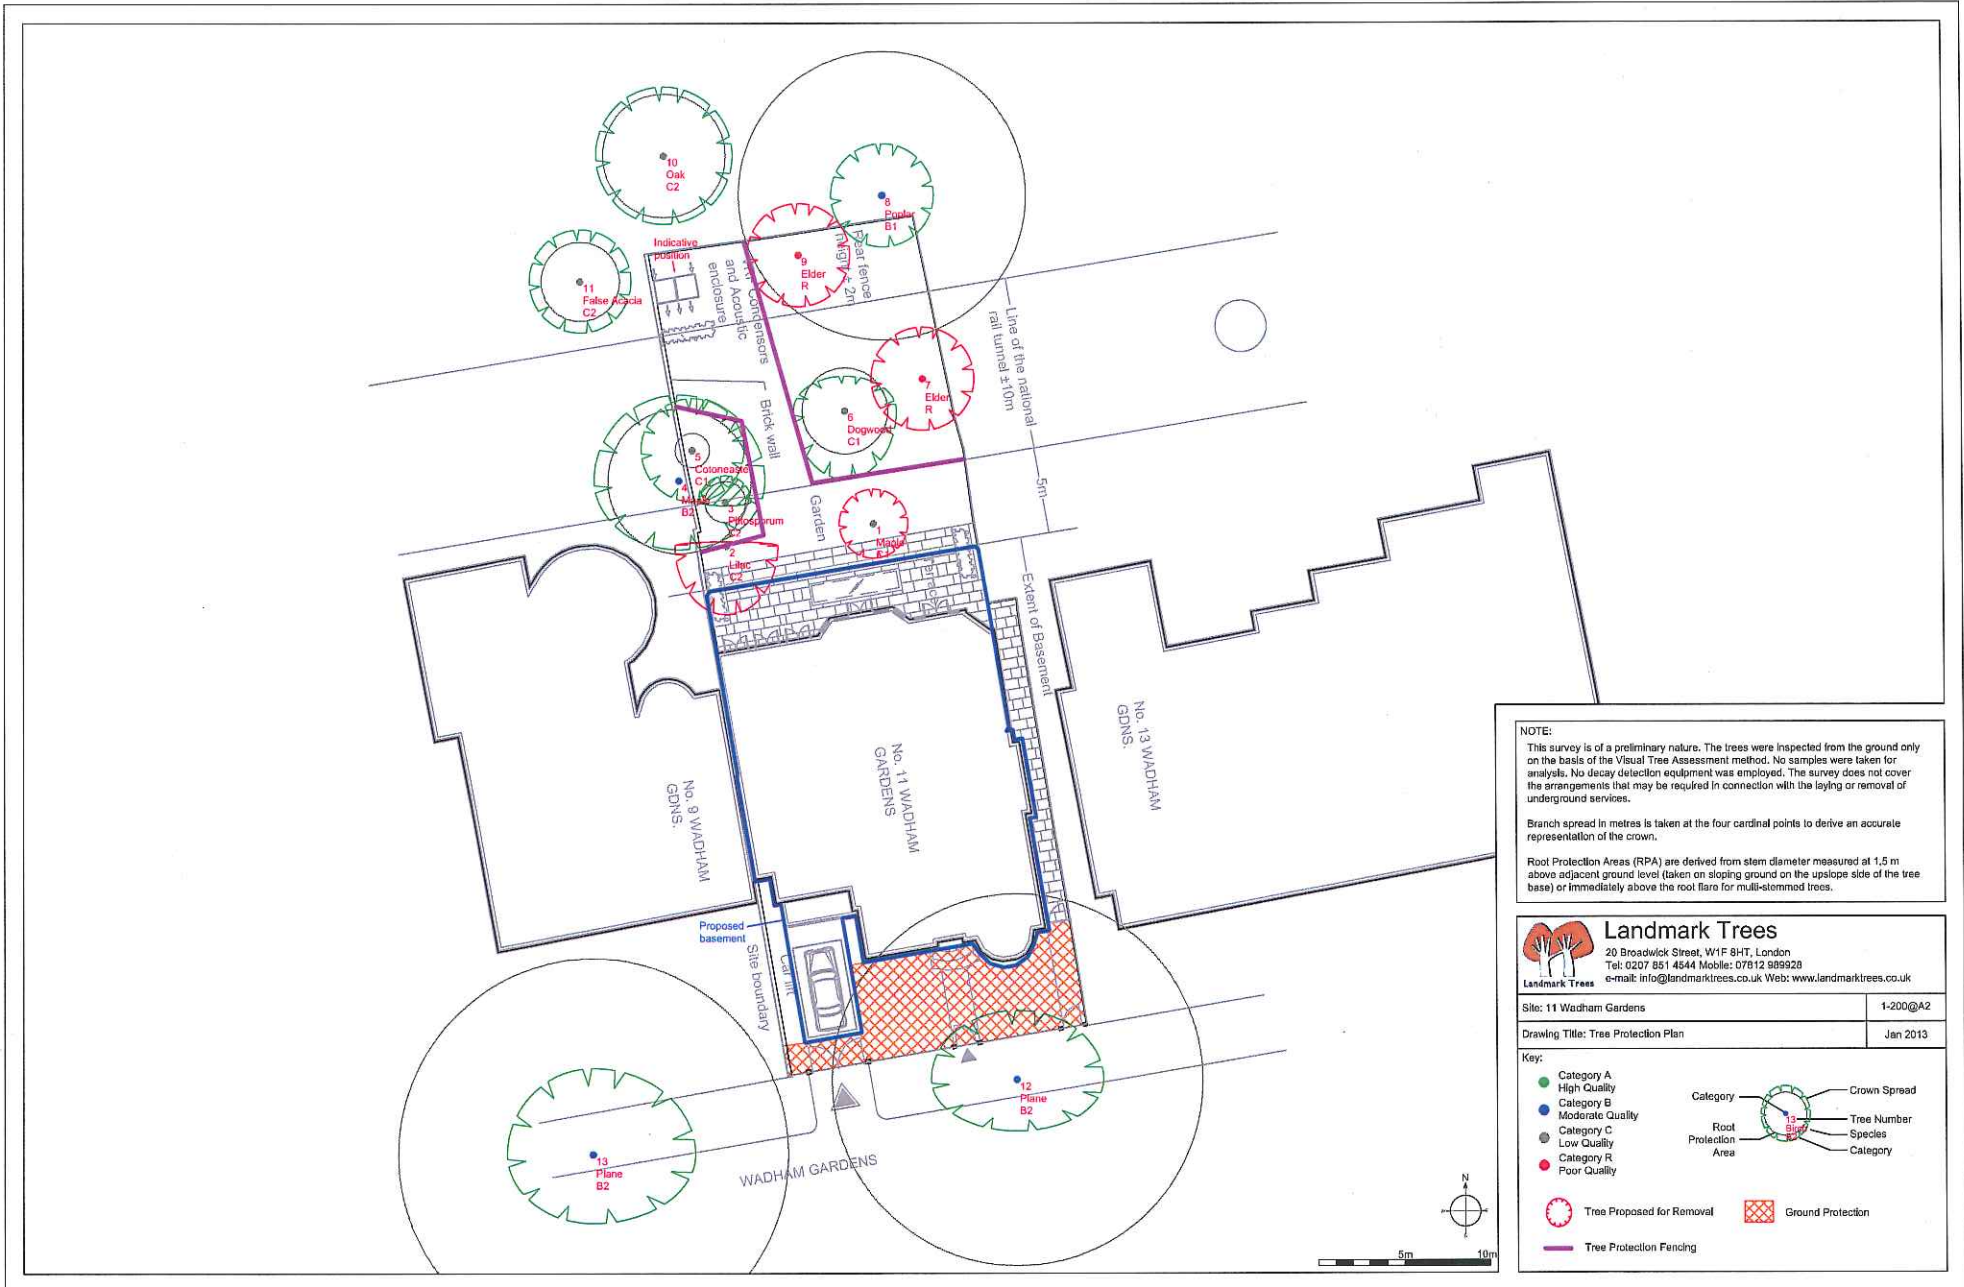 10
Oak
C2
8
Poplar
B1
Indicative
position
9
Elder
R
Rear fence
height ± 2m
11
False Acacia
C2
Condensors
and Acoustic
enclosure
Line of the national
rail tunnel ±10m
7
Elder
R
6
Dogwood
C1
Brick wall
5
Cotoneaste
C1
4
Maple
B2
3
Pittosporum
C2
5m
Garden
1
Maple
C1
2
Lilac
C2
Terrace
Extent of Basement
No. 11 WADHAM
GARDENS
No. 13 WADHAM
GDNS.
No. 9 WADHAM
GDNS.
Proposed
basement
Car lift
Site boundary
12
Plane
B2
13
Plane
B2
WADHAM GARDENS
N
5m
10m
NOTE:
This survey is of a preliminary nature. The trees were inspected from the ground only
on the basis of the Visual Tree Assessment method. No samples were taken for
analysis. No decay detection equipment was employed. The survey does not cover
the arrangements that may be required in connection with the laying or removal of
underground services.
Branch spread in metres is taken at the four cardinal points to derive an accurate
representation of the crown.
Root Protection Areas (RPA) are derived from stem diameter measured at 1.5 m
above adjacent ground level (taken on sloping ground on the upslope side of the tree
base) or immediately above the root flare for multi-stemmed trees.
Landmark Trees
Landmark Trees
20 Broadwick Street, W1F 8HT, London
Tel: 0207 851 4544 Mobile: 07812 989928
e-mail: info@landmarktrees.co.uk Web: www.landmarktrees.co.uk
Site: 11 Wadham Gardens
1-200@A2
Drawing Title: Tree Protection Plan
Jan 2013
Key:
Category A
High Quality
Category B
Moderate Quality
Category C
Low Quality
Category R
Poor Quality
Category
Root
Protection
Area
13
Birch
Crown Spread
Tree Number
Species
Category
Tree Proposed for Removal
Ground Protection
Tree Protection Fencing